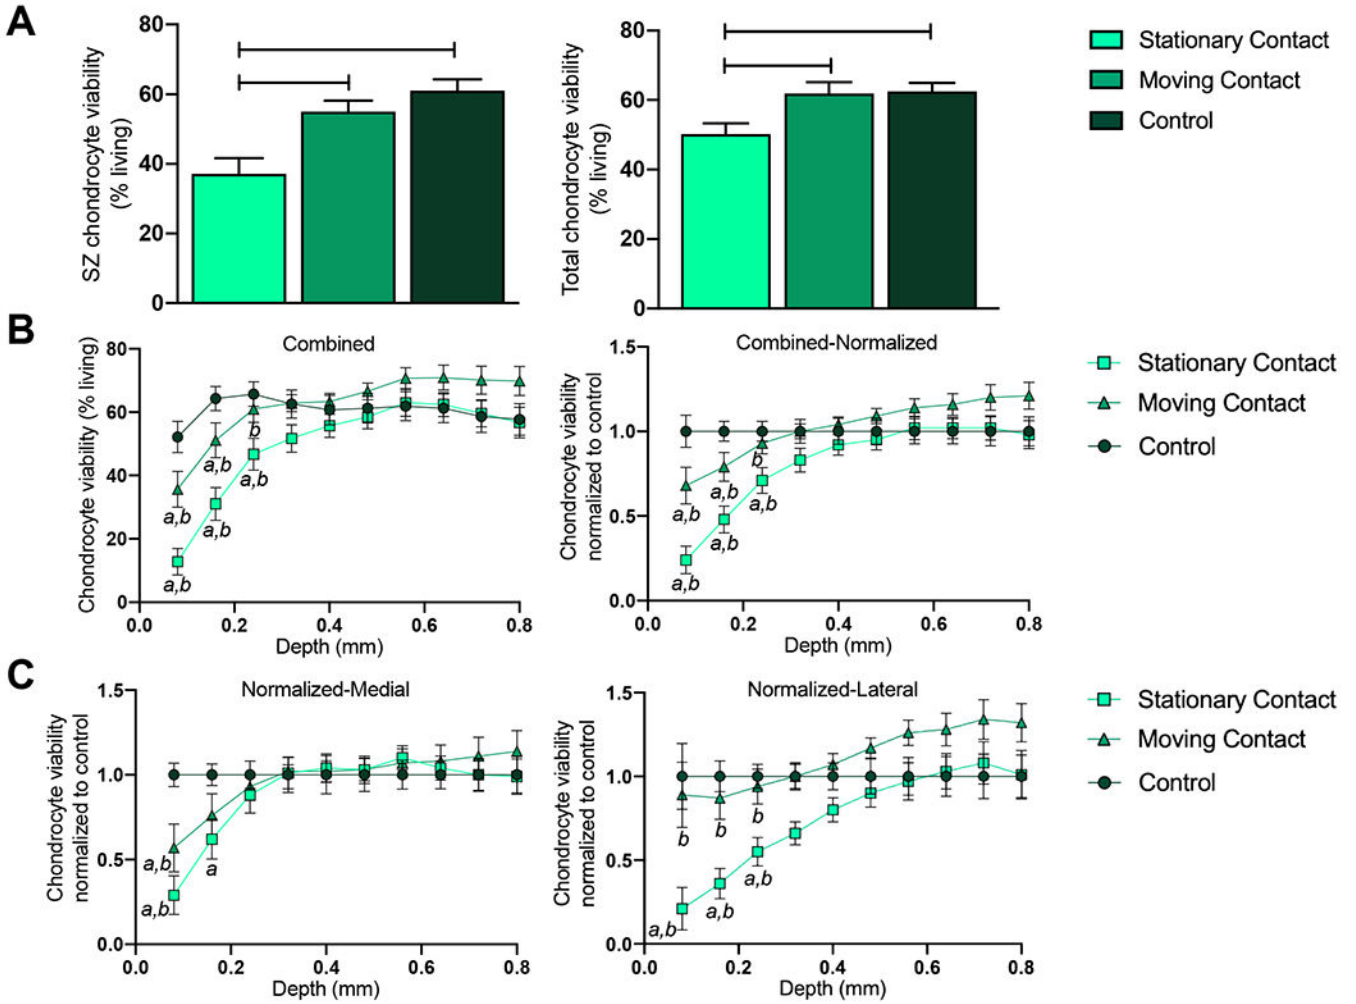 A
SZ chondrocyte viability
(% living)
80
60
40
20
0
Total chondrocyte viability
(% living)
80
60
40
20
0
Stationary Contact
Moving Contact
Control
B
Combined
Chondrocyte viability (% living)
80
60
40
20
0
a,b
a,b
a,b
a,b
b
a,b
0.0 0.2 0.4 0.6 0.8
Depth (mm)
Combined-Normalized
Chondrocyte viability
normalized to control
1.5
1.0
0.5
0.0
a,b
a,b
a,b
a,b
b
a,b
0.0 0.2 0.4 0.6 0.8
Depth (mm)
Stationary Contact
Moving Contact
Control
C
Normalized-Medial
Chondrocyte viability
normalized to control
1.5
1.0
0.5
0.0
a,b
a,b
a
0.0 0.2 0.4 0.6 0.8
Depth (mm)
Normalized-Lateral
Chondrocyte viability
normalized to control
1.5
1.0
0.5
0.0
b
b
b
a,b
a,b
a,b
0.0 0.2 0.4 0.6 0.8
Depth (mm)
Stationary Contact
Moving Contact
Control